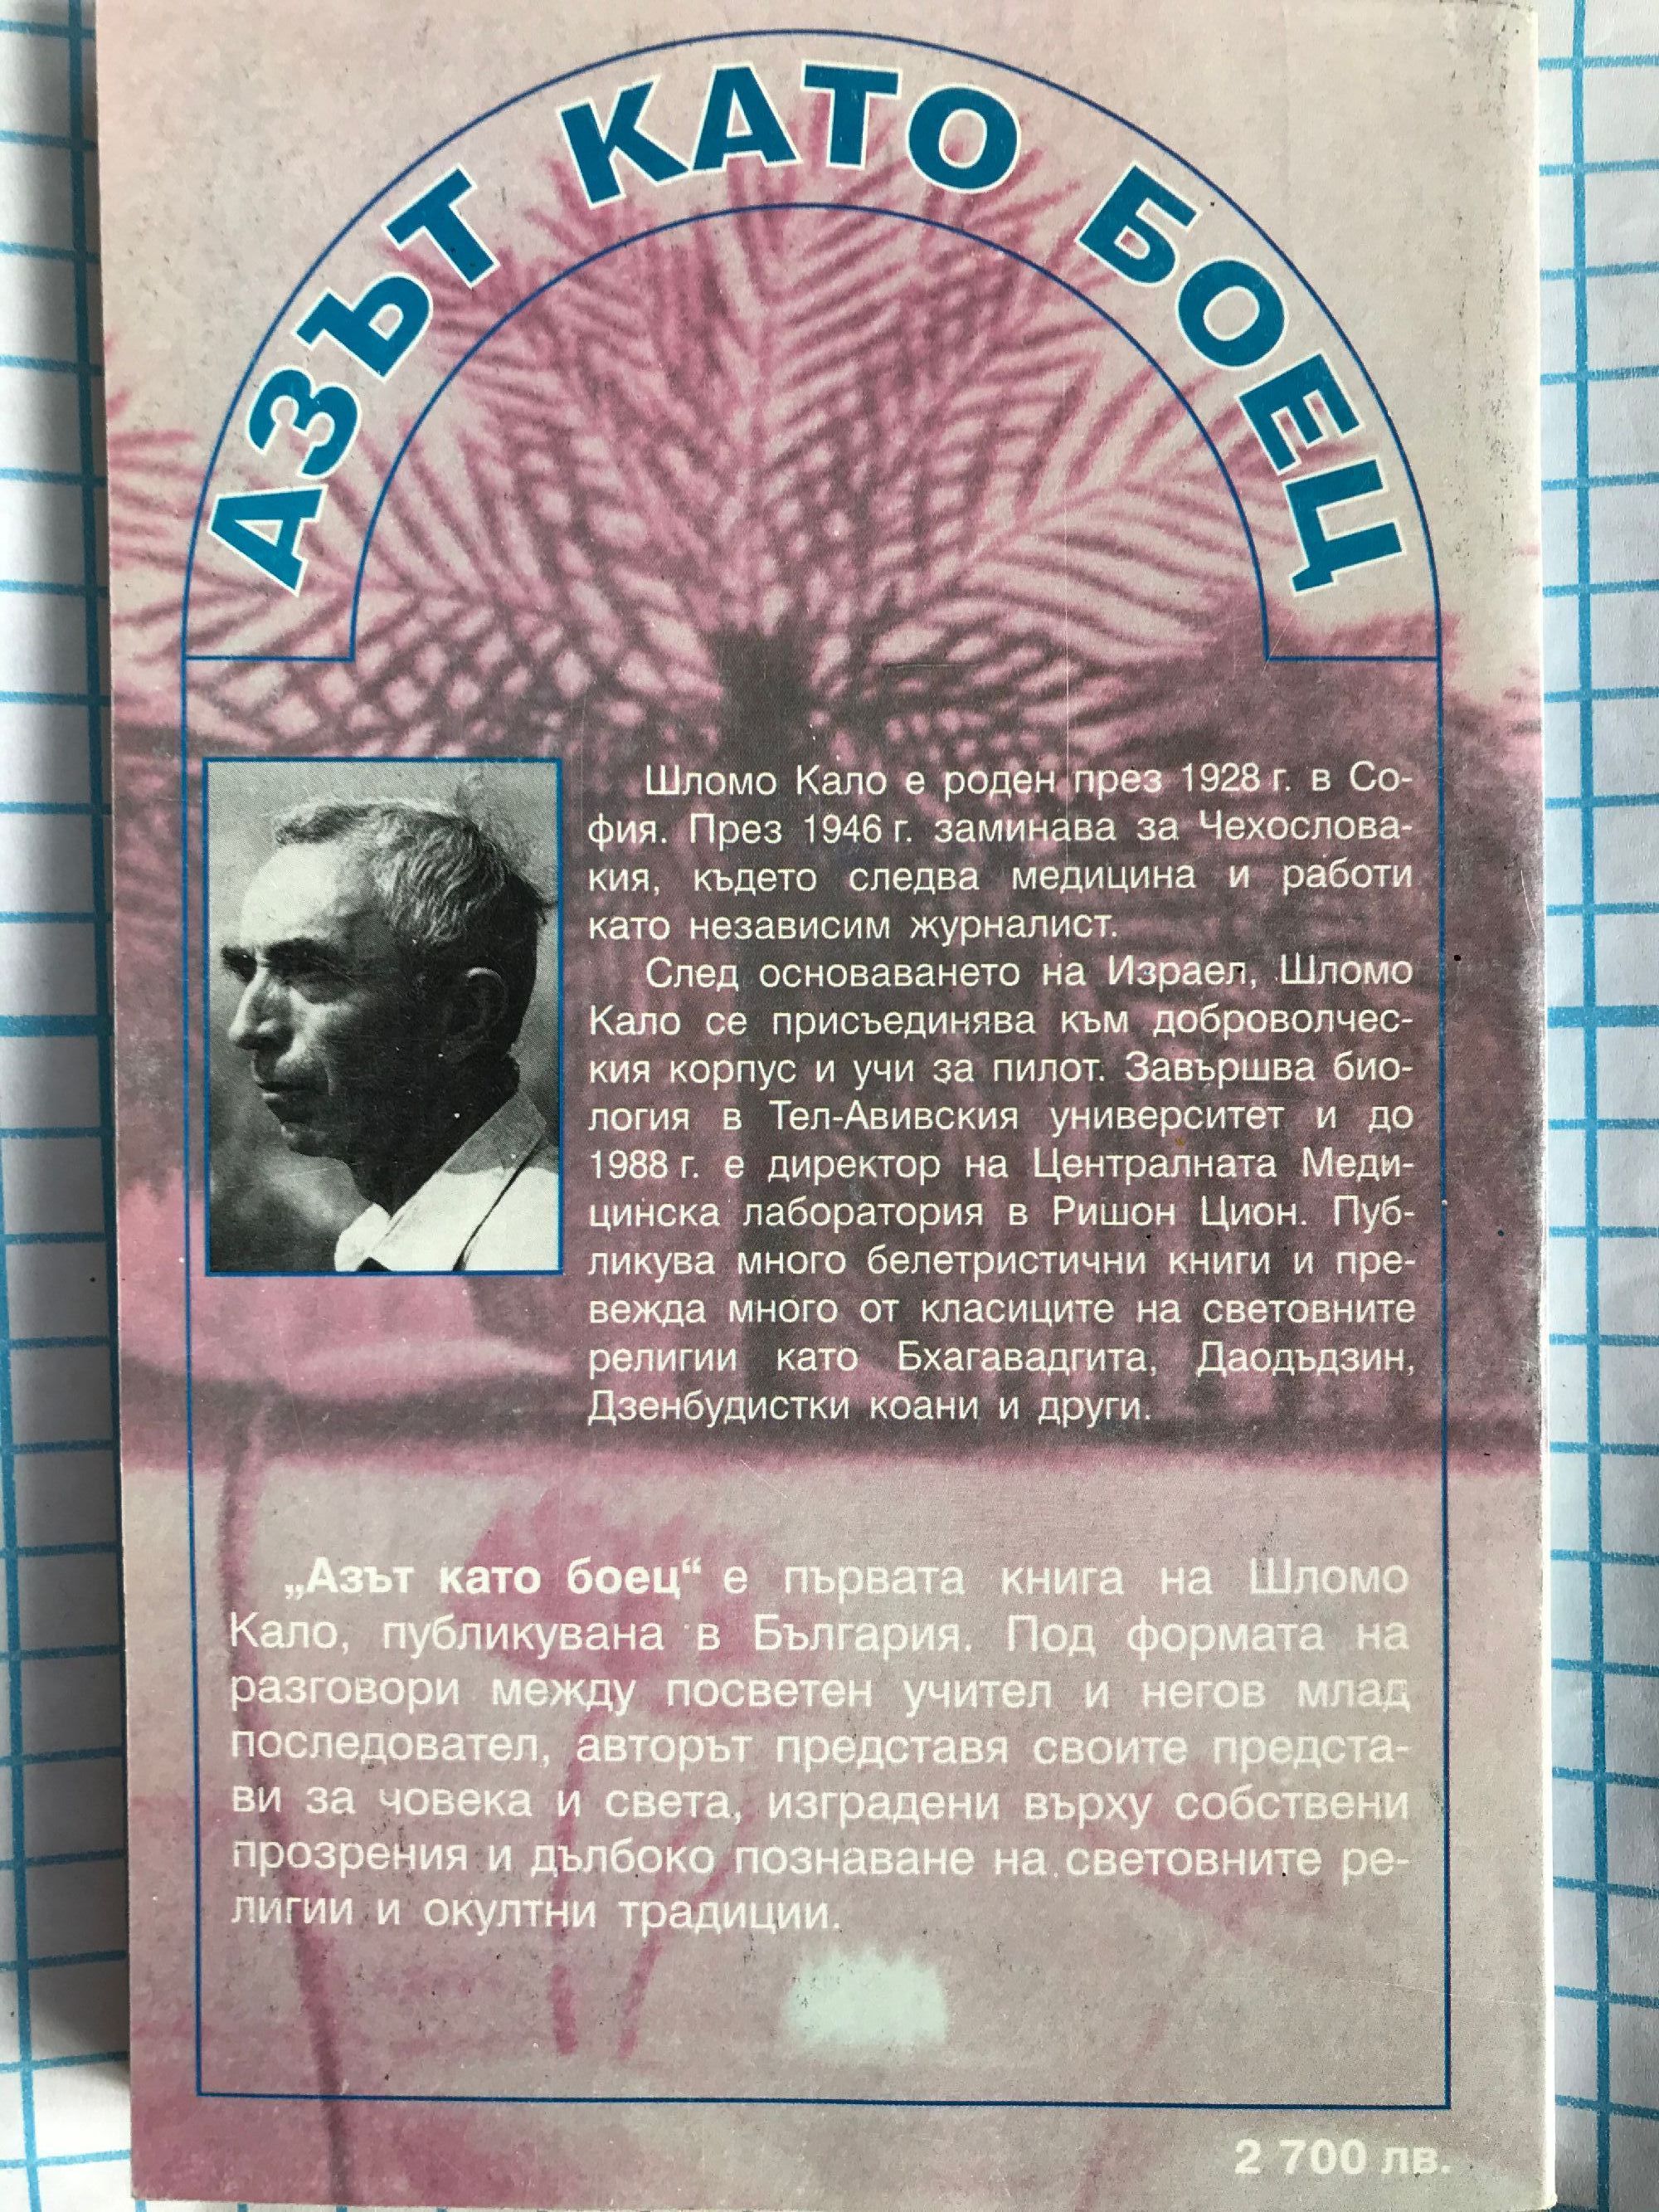 АЗЪТ КАТО БОЕЦ
Шломо Кало е роден през 1928 г. в Со-
фия. През 1946 г. заминава за Чехослова-
кия, където следва медицина и работи
като независим журналист.
След основаването на Израел, Шломо
Кало се присъединява към доброволчес-
кия корпус и учи за пилот. Завършва био-
логия в Тел-Авивския университет и до
1988 г. е директор на Централната Меди-
цинска лаборатория в Ришон Цион. Пуб-
ликува много белетристични книги и пре-
вежда много от класиците на световните
религии като Бхагавадгита, Даодъдзин,
Дзенбудистки коани и други.
„Азът като боец“ е първата книга на Шломо
Кало, публикувана в България. Под формата на
разговори между посветен учител и негов млад
последовател, авторът представя своите предста-
ви за човека и света, изградени върху собствени
прозрения и дълбоко познаване на световните ре-
лигии и окултни традиции.
2 700 лв.